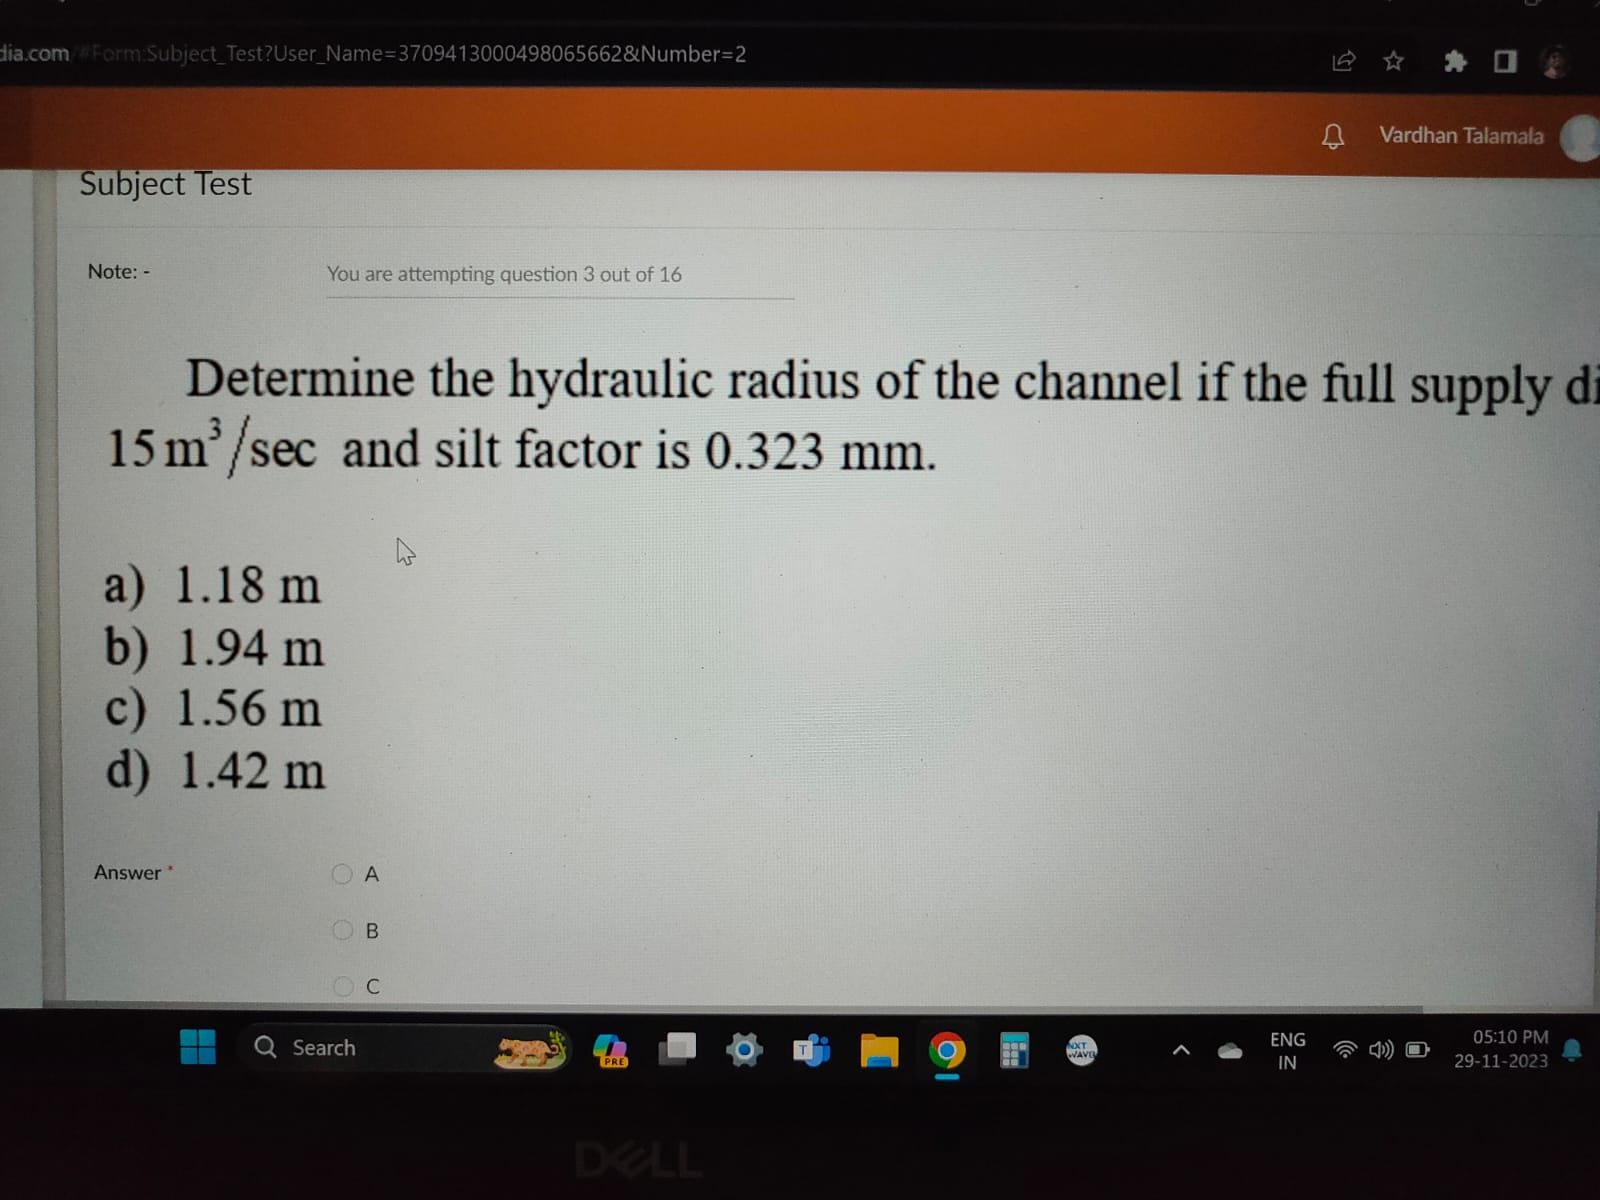 dia.com/#Form:Subject_Test?User_Name=3709413000498065662&Number=2
Vardhan Talamala
Subject Test
Note: -
You are attempting question 3 out of 16
Determine the hydraulic radius of the channel if the full supply di
15 m³/sec and silt factor is 0.323 mm.
a) 1.18 m
b) 1.94 m
c) 1.56 m
d) 1.42 m
Answer *
A
B
C
Search
PRE
T
NXT
WAVE
ENG
IN
05:10 PM
29-11-2023
DELL